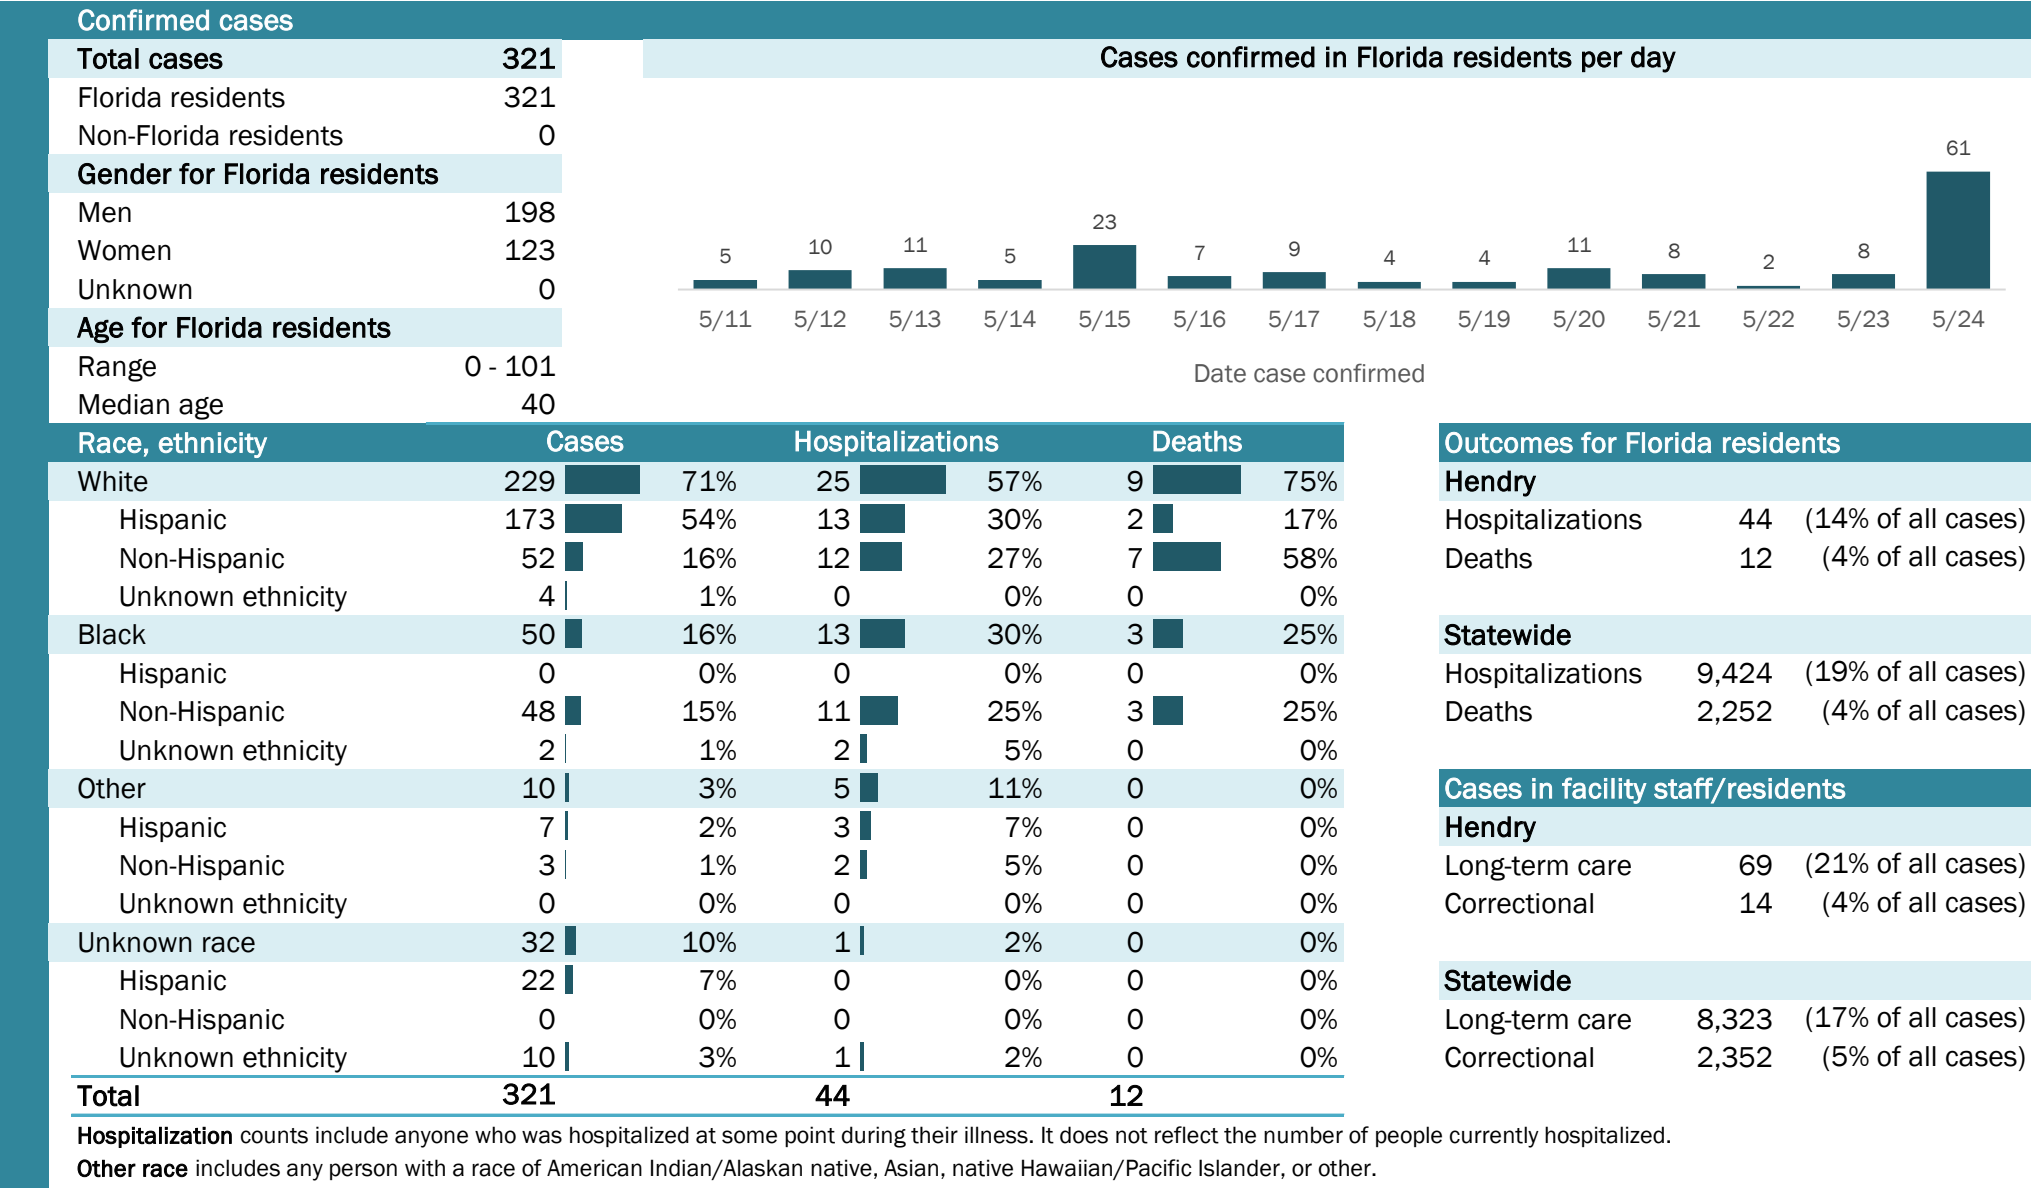 Confirmed cases
Total cases 321
Florida residents 321
Non-Florida residents 0
Gender for Florida residents
Men 198
Women 123
Unknown 0
Age for Florida residents
Range 0 - 101
Median age 40
Cases confirmed in Florida residents per day
5 10 11 5 23 7 9 4 4 11 8 2 8 61
5/11 5/12 5/13 5/14 5/15 5/16 5/17 5/18 5/19 5/20 5/21 5/22 5/23 5/24
Date case confirmed
Race, ethnicity Cases Hospitalizations Deaths
White 229 71% 25 57% 9 75%
Hispanic 173 54% 13 30% 2 17%
Non-Hispanic 52 16% 12 27% 7 58%
Unknown ethnicity 4 1% 0 0% 0 0%
Black 50 16% 13 30% 3 25%
Hispanic 0 0% 0 0% 0 0%
Non-Hispanic 48 15% 11 25% 3 25%
Unknown ethnicity 2 1% 2 5% 0 0%
Other 10 3% 5 11% 0 0%
Hispanic 7 2% 3 7% 0 0%
Non-Hispanic 3 1% 2 5% 0 0%
Unknown ethnicity 0 0% 0 0% 0 0%
Unknown race 32 10% 1 2% 0 0%
Hispanic 22 7% 0 0% 0 0%
Non-Hispanic 0 0% 0 0% 0 0%
Unknown ethnicity 10 3% 1 2% 0 0%
Total 321 44 12
Outcomes for Florida residents
Hendry
Hospitalizations 44 (14% of all cases)
Deaths 12 (4% of all cases)
Statewide
Hospitalizations 9,424 (19% of all cases)
Deaths 2,252 (4% of all cases)
Cases in facility staff/residents
Hendry
Long-term care 69 (21% of all cases)
Correctional 14 (4% of all cases)
Statewide
Long-term care 8,323 (17% of all cases)
Correctional 2,352 (5% of all cases)
Hospitalization counts include anyone who was hospitalized at some point during their illness. It does not reflect the number of people currently hospitalized.
Other race includes any person with a race of American Indian/Alaskan native, Asian, native Hawaiian/Pacific Islander, or other.